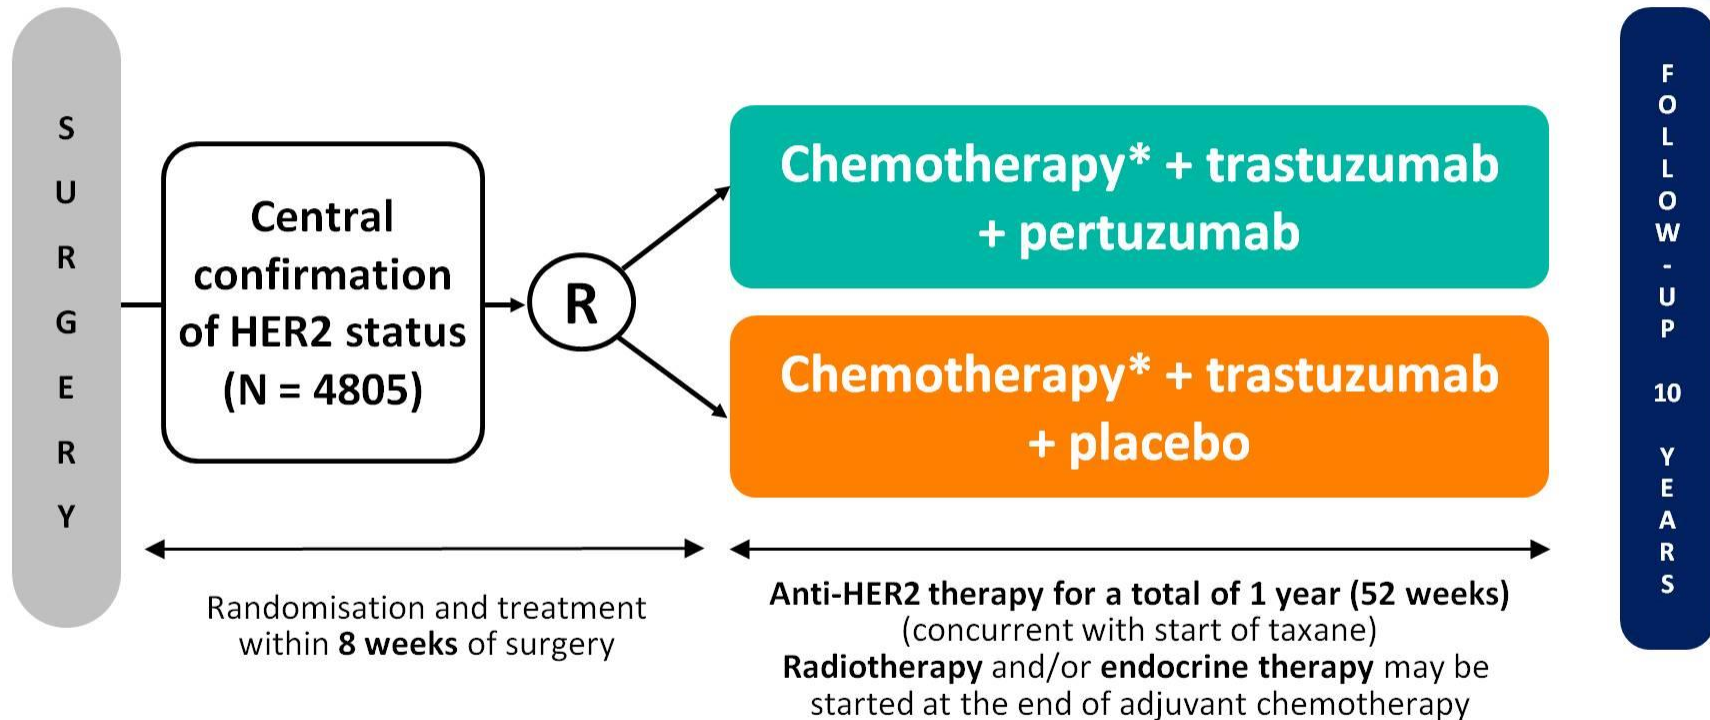 SURGERY
Central
confirmation
of HER2 status
(N = 4805)
R
Chemotherapy* + trastuzumab
+ pertuzumab
Chemotherapy* + trastuzumab
+ placebo
Randomisation and treatment
within 8 weeks of surgery
Anti-HER2 therapy for a total of 1 year (52 weeks)
(concurrent with start of taxane)
Radiotherapy and/or endocrine therapy may be
started at the end of adjuvant chemotherapy
FOLLOW-UP 10 YEARS